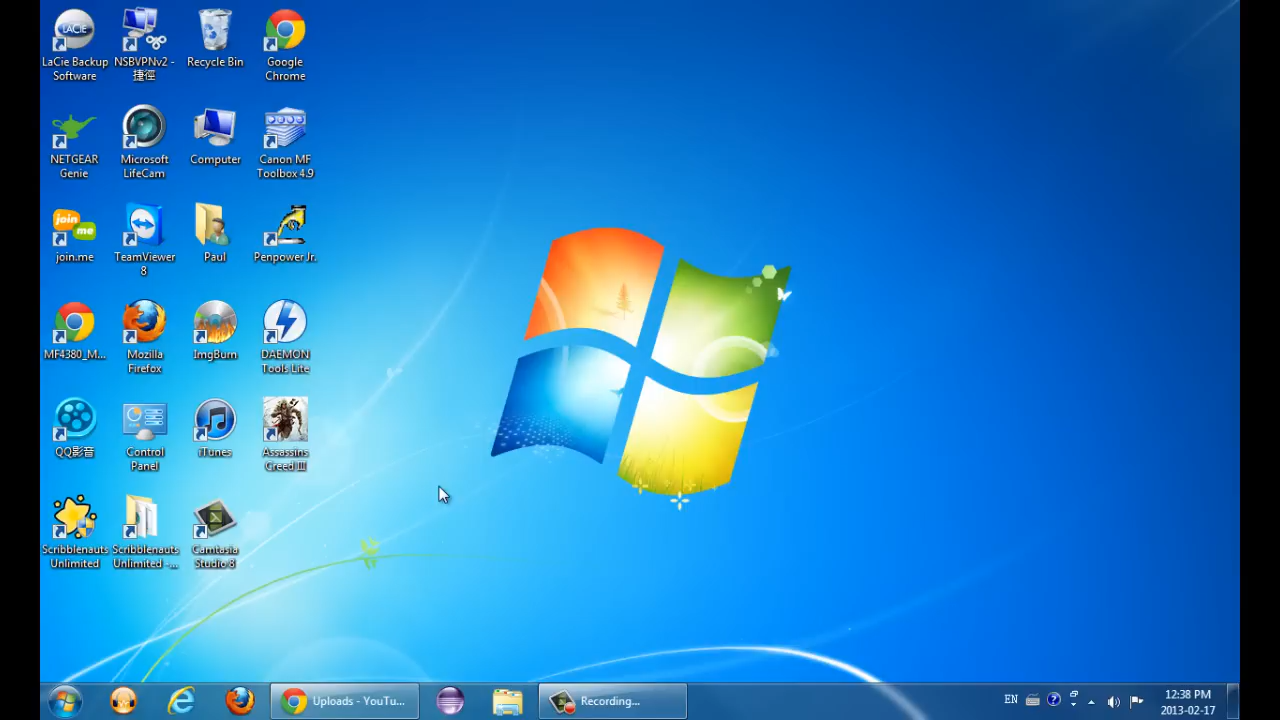 LACIE
LaCie Backup
Software
NSBVPNv2 -
捷徑
Recycle Bin
Google
Chrome
NETGEAR
Genie
Microsoft
LifeCam
Computer
Canon MF
Toolbox 4.9
join
me
join.me
TeamViewer
8
Paul
Penpower Jr.
MF4380_M...
Mozilla
Firefox
ImgBurn
DAEMON
Tools Lite
QQ影音
Control
Panel
iTunes
Assassins
Creed III
Scribblenauts
Unlimited
Scribblenauts
Unlimited -...
Camtasia
Studio 8
Uploads - YouTu...
Recording...
EN
12:38 PM
2013-02-17